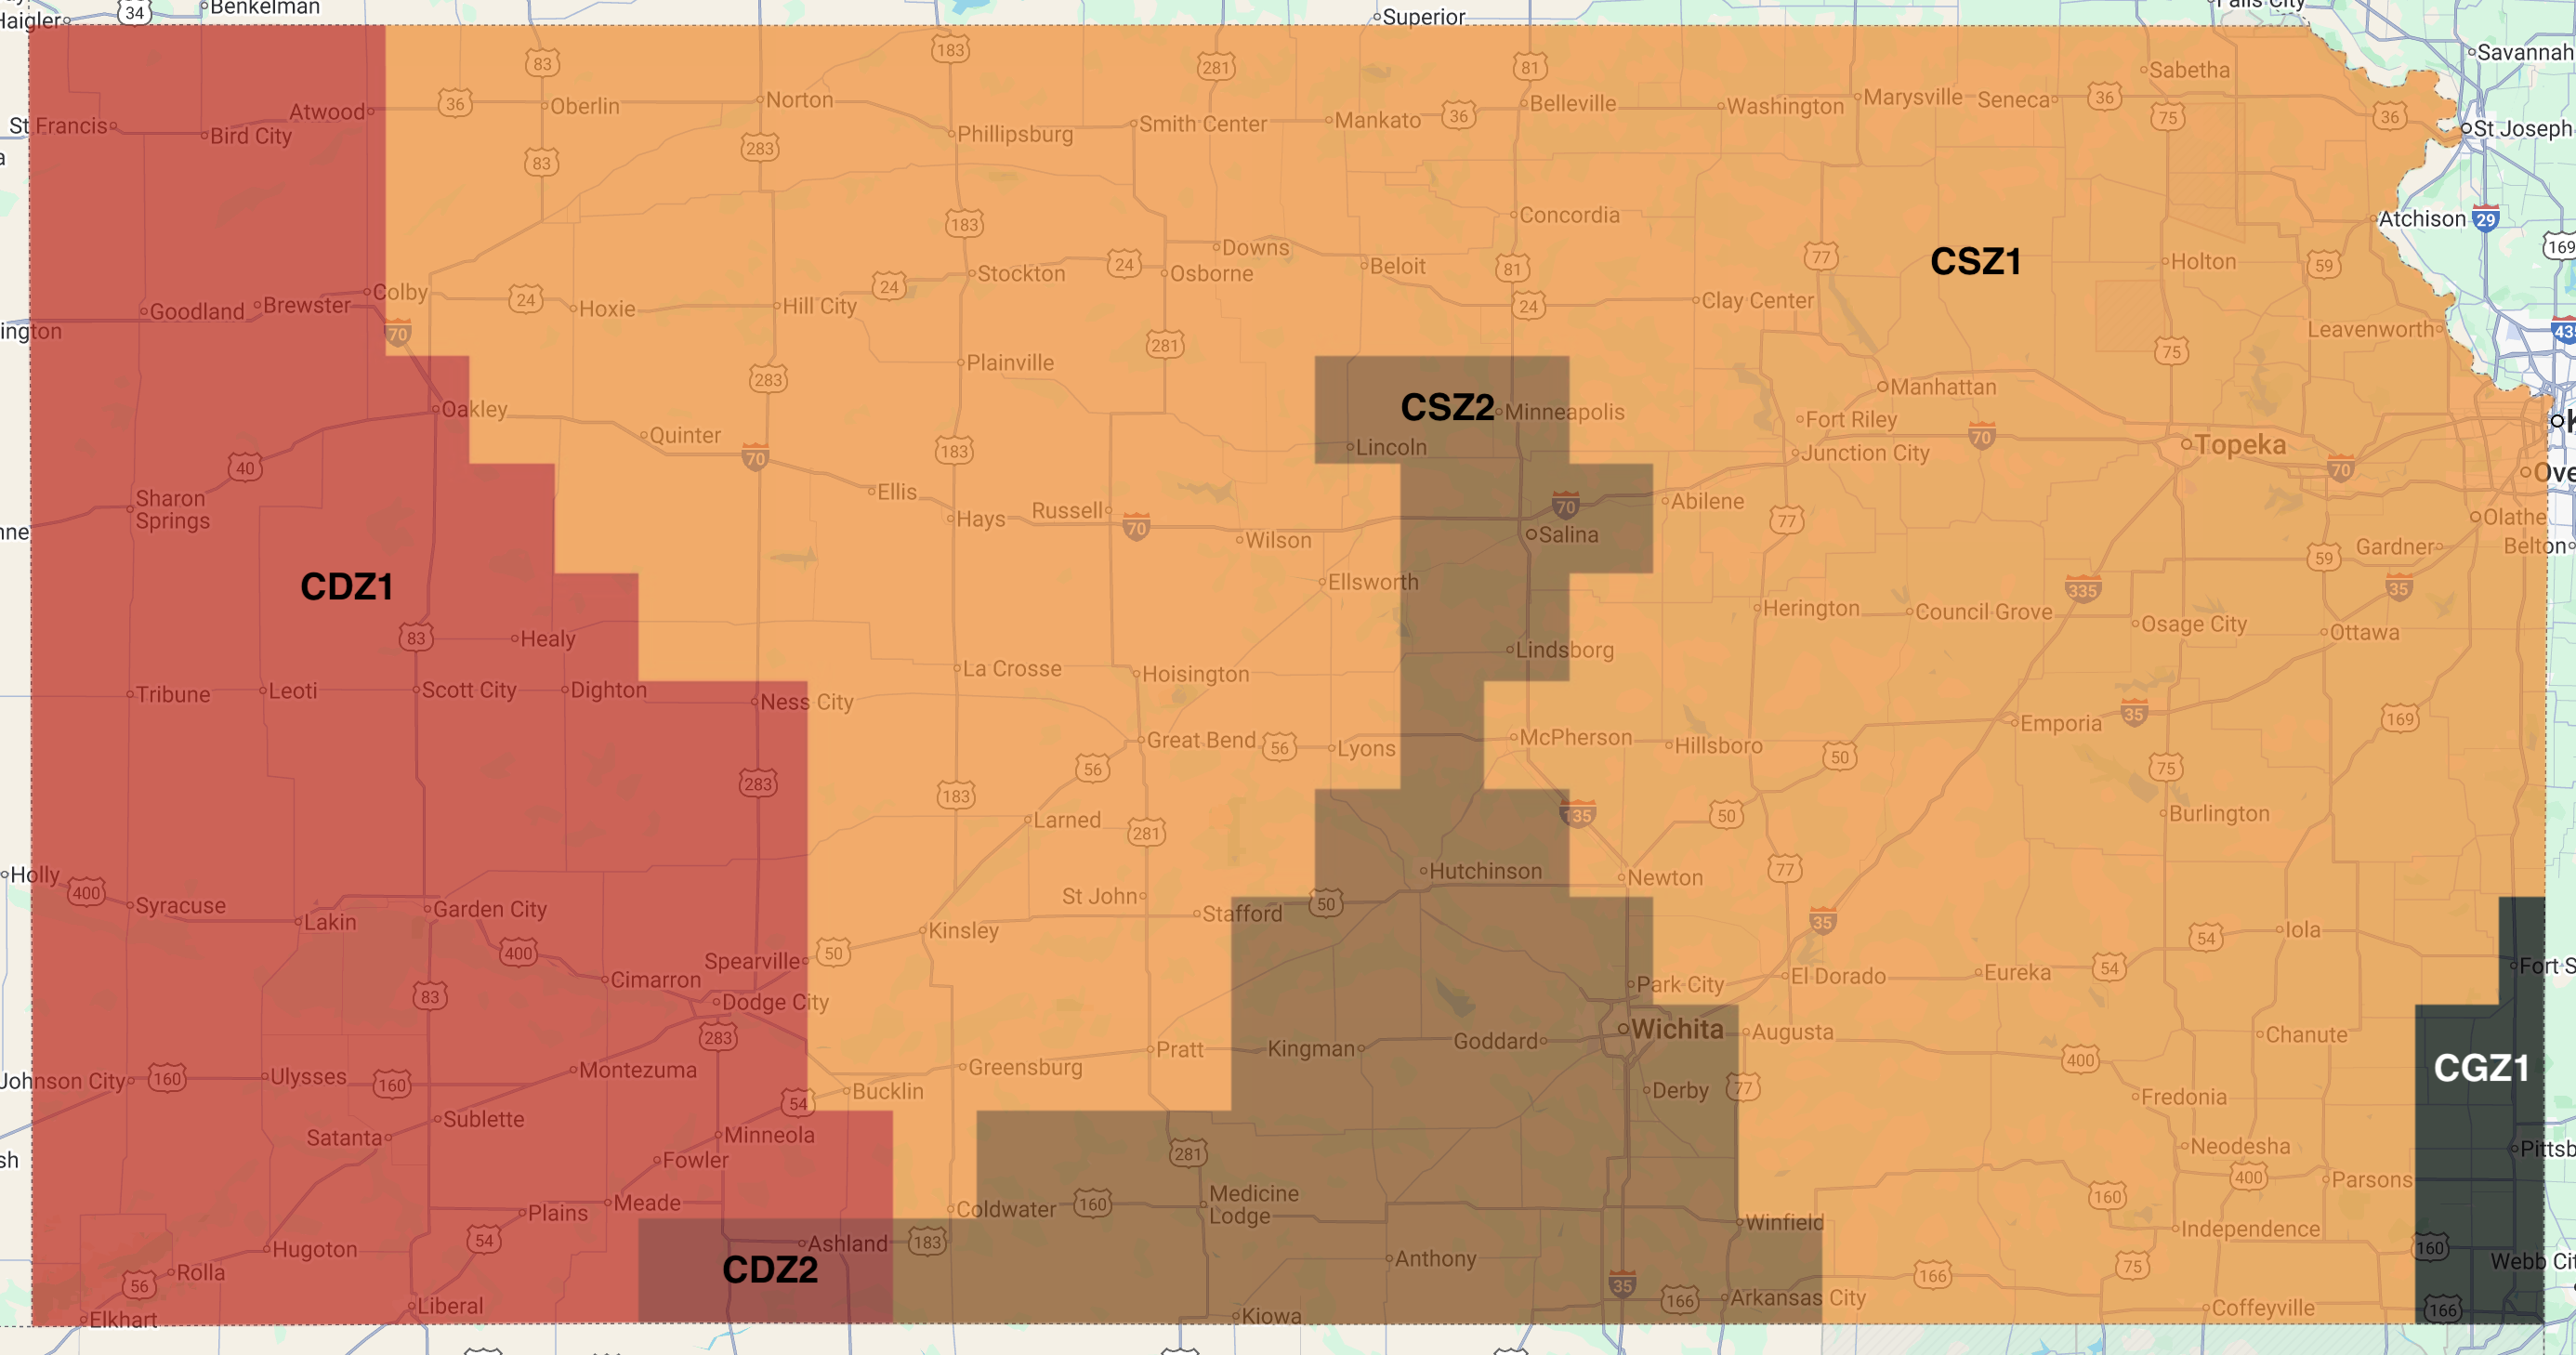 Haigler
34
Benkelman
Superior
Falls City
83
183
281
81
Savannah
Sabetha
36
Oberlin
Norton
Belleville
Washington
Marysville
Seneca
36
Atwood
75
36
St Francis
Bird City
Phillipsburg
Smith Center
Mankato
36
St Joseph
283
83
183
Concordia
Atchison
29
169
Downs
77
CSZ1
Stockton
24
Osborne
Beloit
81
Holton
59
Colby
24
Hoxie
Hill City
24
24
Clay Center
Goodland
Brewster
ington
70
281
Leavenworth
435
Plainville
75
283
Manhattan
CSZ2
Minneapolis
Oakley
Fort Riley
Quinter
70
183
Lincoln
70
Junction City
Topeka
70
40
Ove
Sharon
Springs
Ellis
Hays
Russell
70
70
Abilene
77
Olathe
Wilson
Salina
Gardner
Belton
59
CDZ1
Ellsworth
335
35
Herington
Council Grove
83
Healy
Osage City
Ottawa
Lindsborg
La Crosse
Hoisington
Tribune
Leoti
Scott City
Dighton
Ness City
Emporia
35
169
Great Bend
56
Lyons
McPherson
Hillsboro
50
56
283
183
75
Larned
281
135
50
Burlington
Holly
400
Hutchinson
Newton
77
Syracuse
Lakin
Garden City
St John
Stafford
50
35
Kinsley
54
Iola
400
Spearville
50
Cimarron
Park City
El Dorado
Eureka
54
Fort S
83
Dodge City
283
Wichita
Augusta
Chanute
Pratt
Kingman
Goddard
400
CGZ1
Johnson City
160
Ulysses
160
Montezuma
Greensburg
Bucklin
Derby
77
54
Fredonia
Sublette
Satanta
Minneola
Neodesha
Pittsb
sh
Fowler
281
400
Parsons
Medicine
Lodge
Meade
Coldwater
160
160
Plains
Winfield
Independence
54
Hugoton
Ashland
183
160
Anthony
Webb Cit
CDZ2
Rolla
56
35
166
75
Elkhart
Liberal
Kiowa
166
Arkansas City
Coffeyville
166